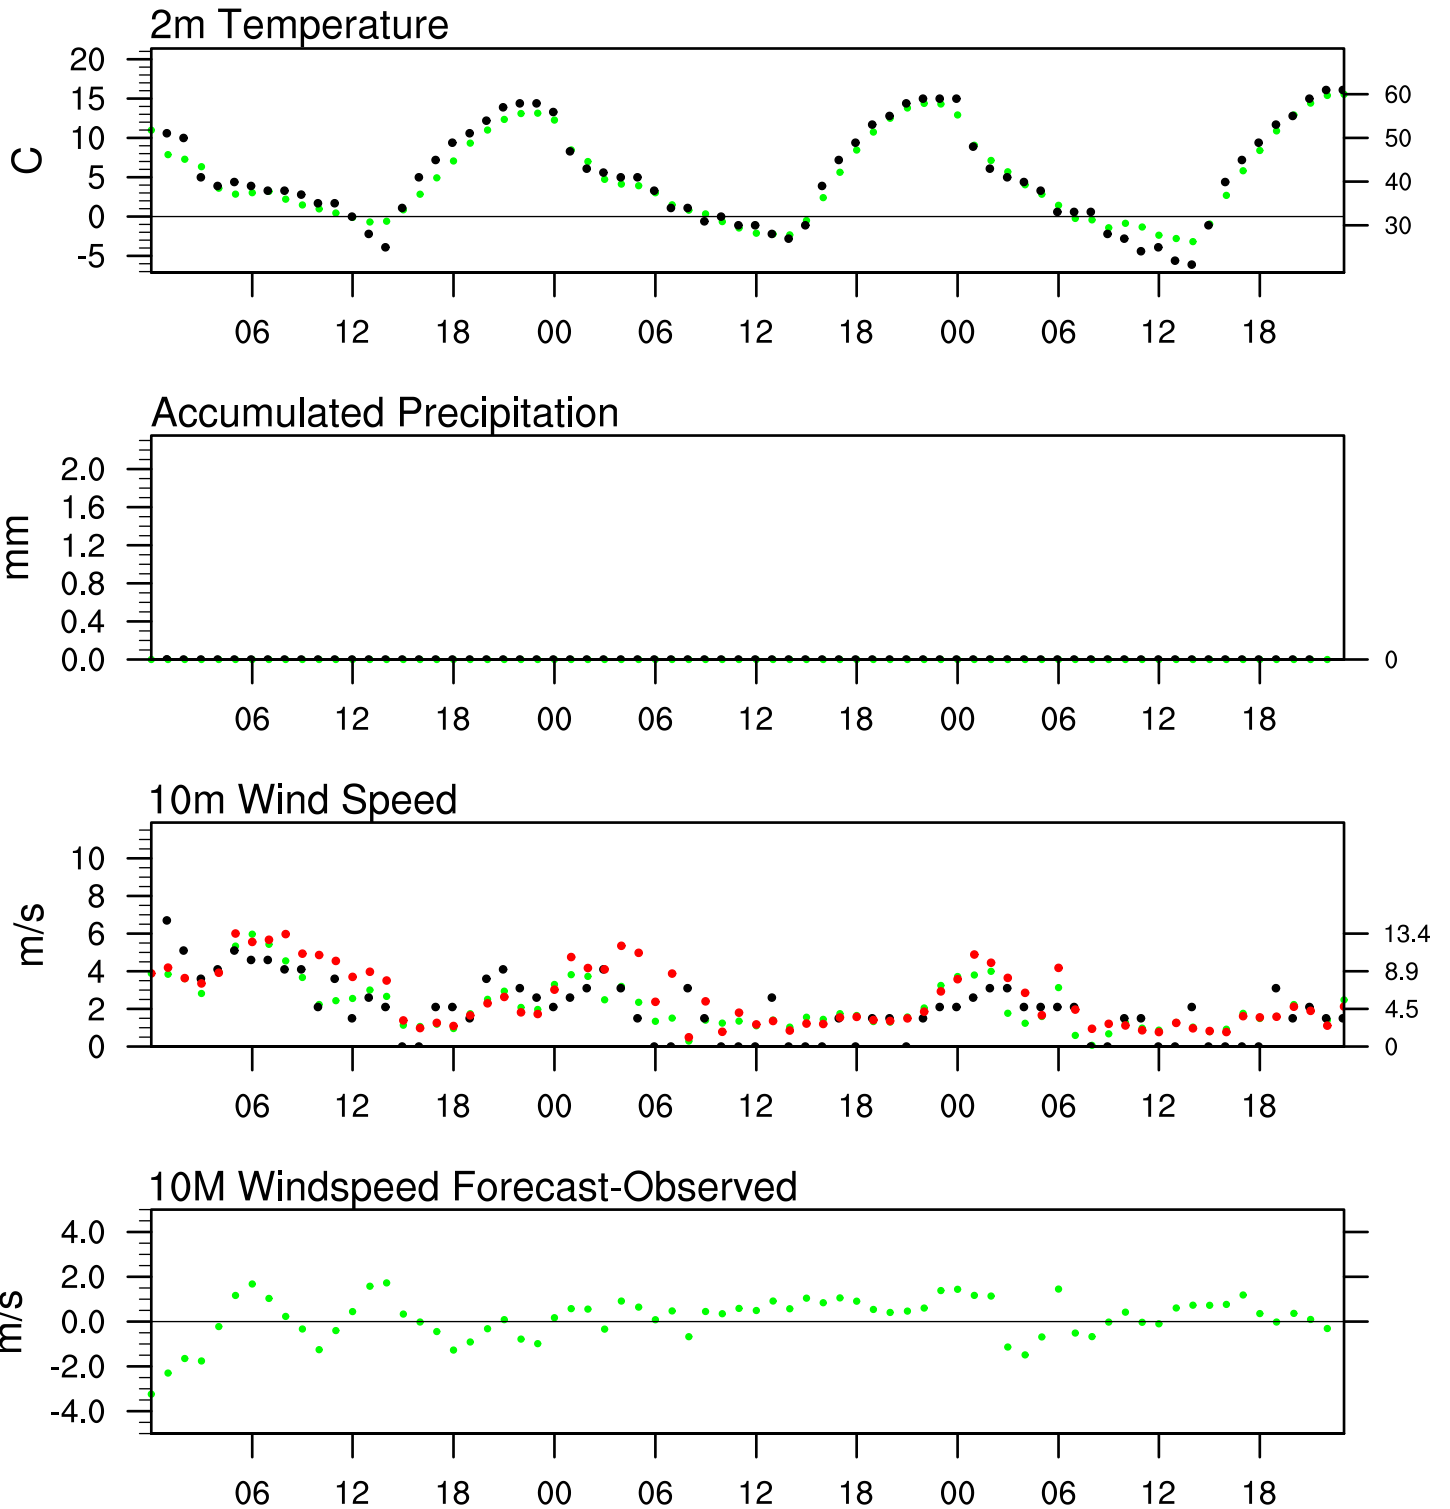 2m Temperature
20
15
10
5
0
-5
C
60
50
40
30
06 12 18 00 06 12 18 00 06 12 18
Accumulated Precipitation
2.0
1.6
1.2
0.8
0.4
0.0
mm
0
06 12 18 00 06 12 18 00 06 12 18
10m Wind Speed
10
8
6
4
2
0
m/s
13.4
8.9
4.5
0
06 12 18 00 06 12 18 00 06 12 18
10M Windspeed Forecast-Observed
4.0
2.0
0.0
-2.0
-4.0
m/s
06 12 18 00 06 12 18 00 06 12 18